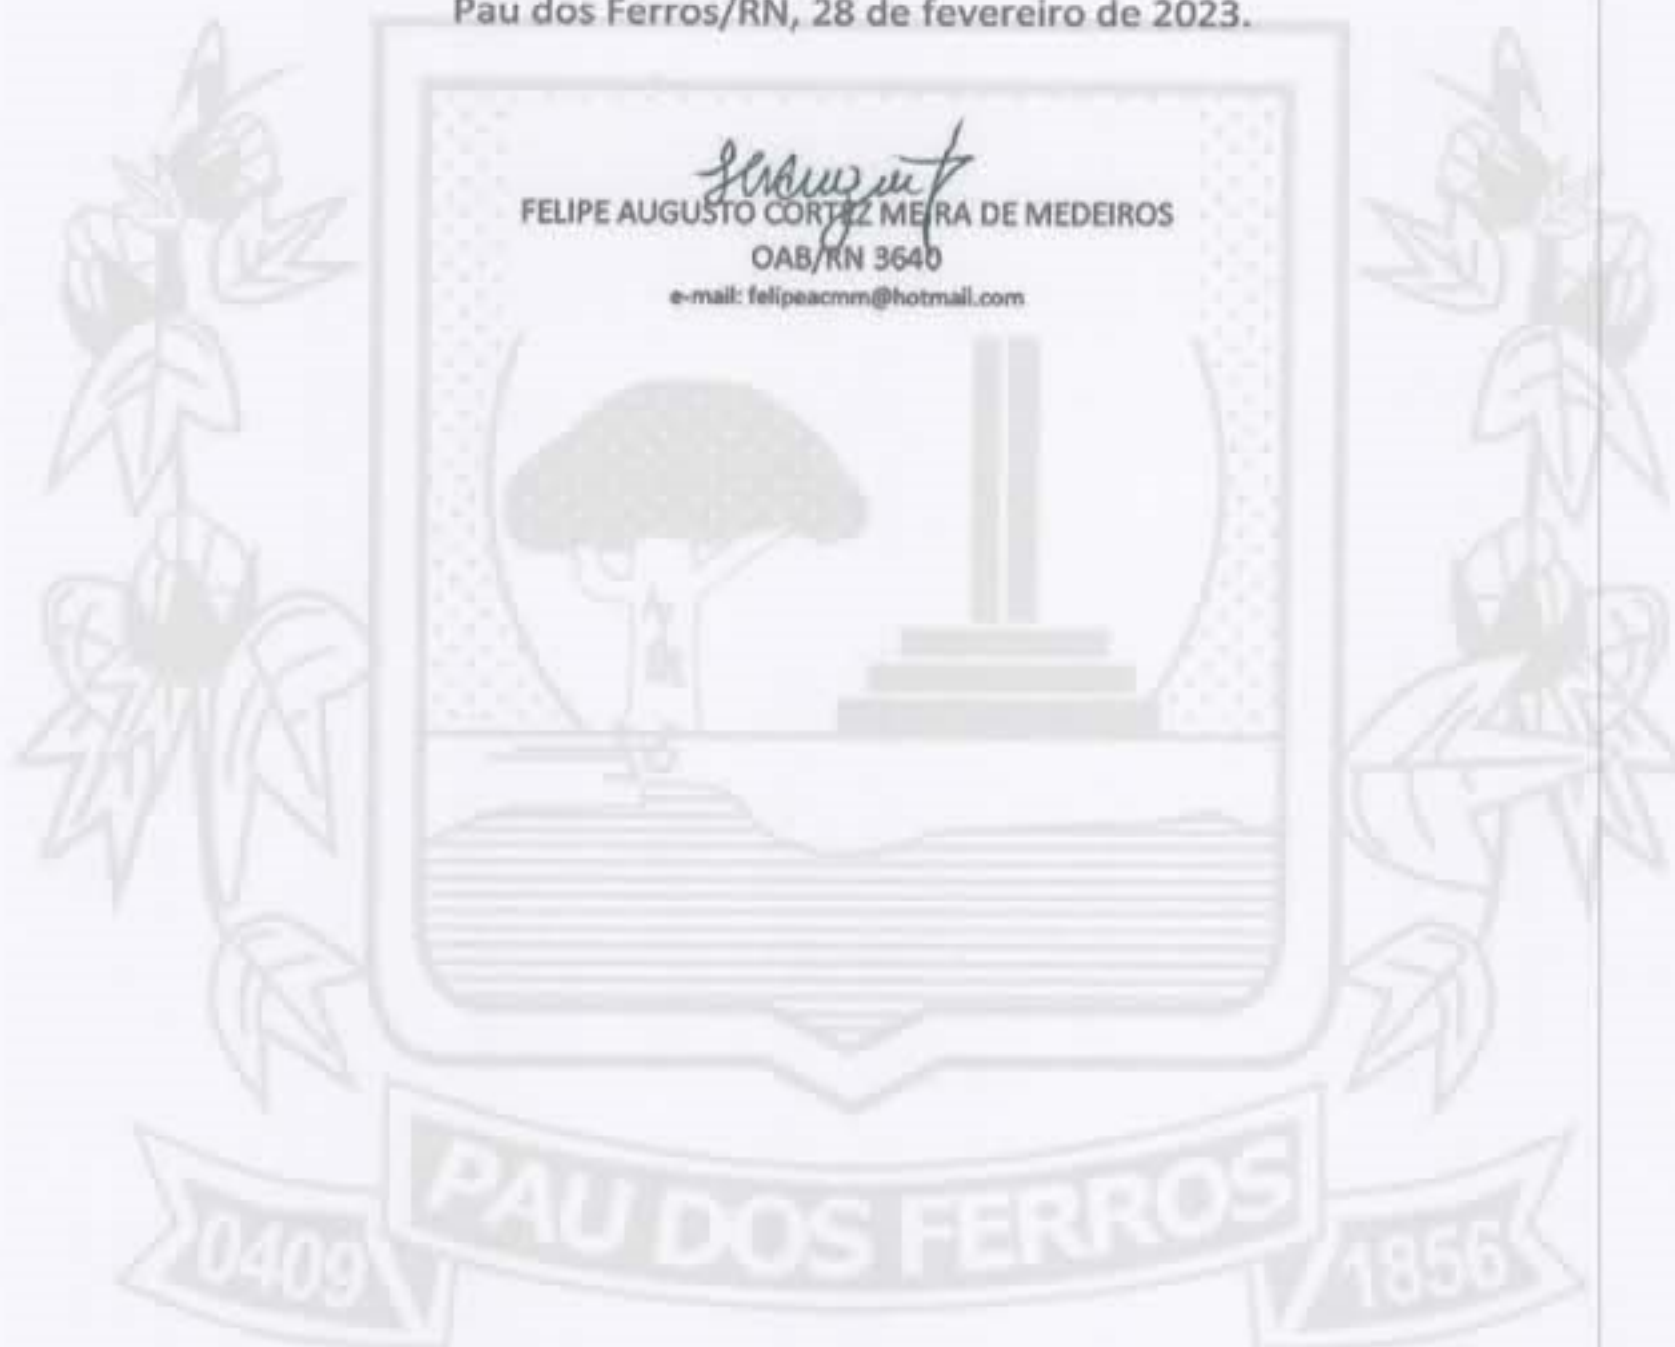 Pau dos Ferros/RN, 28 de fevereiro de 2023.
FELIPE AUGUSTO CORTEZ MEIRA DE MEDEIROS
OAB/RN 3640
e-mail: felipeacmm@hotmail.com
PAU DOS FERROS
0409 1856